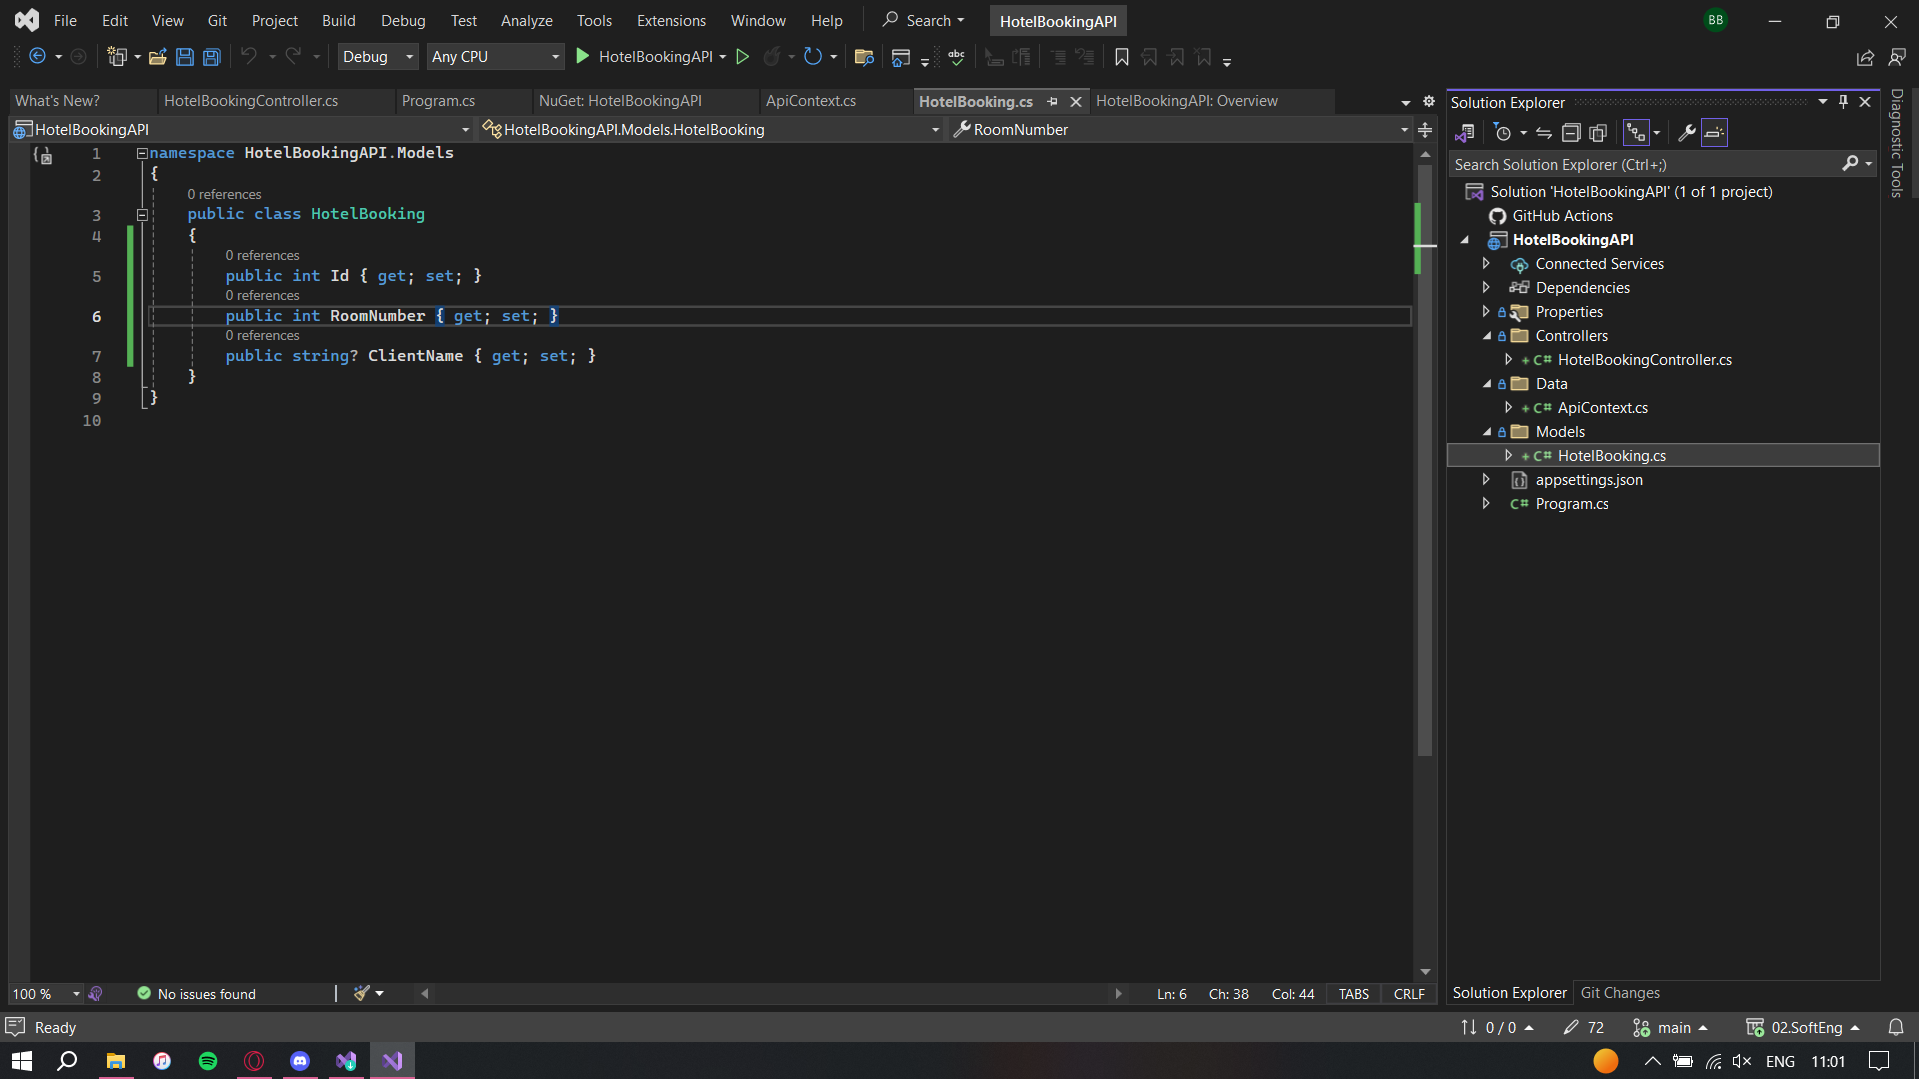 File Edit View Git Project Build Debug Test Analyze Tools Extensions Window Help Search HotelBookingAPI BB
Debug Any CPU HotelBookingAPI abc
What's New? HotelBookingController.cs Program.cs NuGet: HotelBookingAPI ApiContext.cs HotelBooking.cs HotelBookingAPI: Overview
HotelBookingAPI HotelBookingAPI.Models.HotelBooking RoomNumber
1 namespace HotelBookingAPI.Models
2 {
0 references
3 public class HotelBooking
4 {
0 references
5 public int Id { get; set; }
0 references
6 public int RoomNumber { get; set; }
0 references
7 public string? ClientName { get; set; }
8 }
9 }
10
100 % No issues found Ln: 6 Ch: 38 Col: 44 TABS CRLF
Solution Explorer
Search Solution Explorer (Ctrl+;)
Solution 'HotelBookingAPI' (1 of 1 project)
GitHub Actions
HotelBookingAPI
Connected Services
Dependencies
Properties
Controllers
C# HotelBookingController.cs
Data
C# ApiContext.cs
Models
C# HotelBooking.cs
appsettings.json
C# Program.cs
Solution Explorer Git Changes
Diagnostic Tools
Ready 0 / 0 72 main 02.SoftEng
ENG 11:01